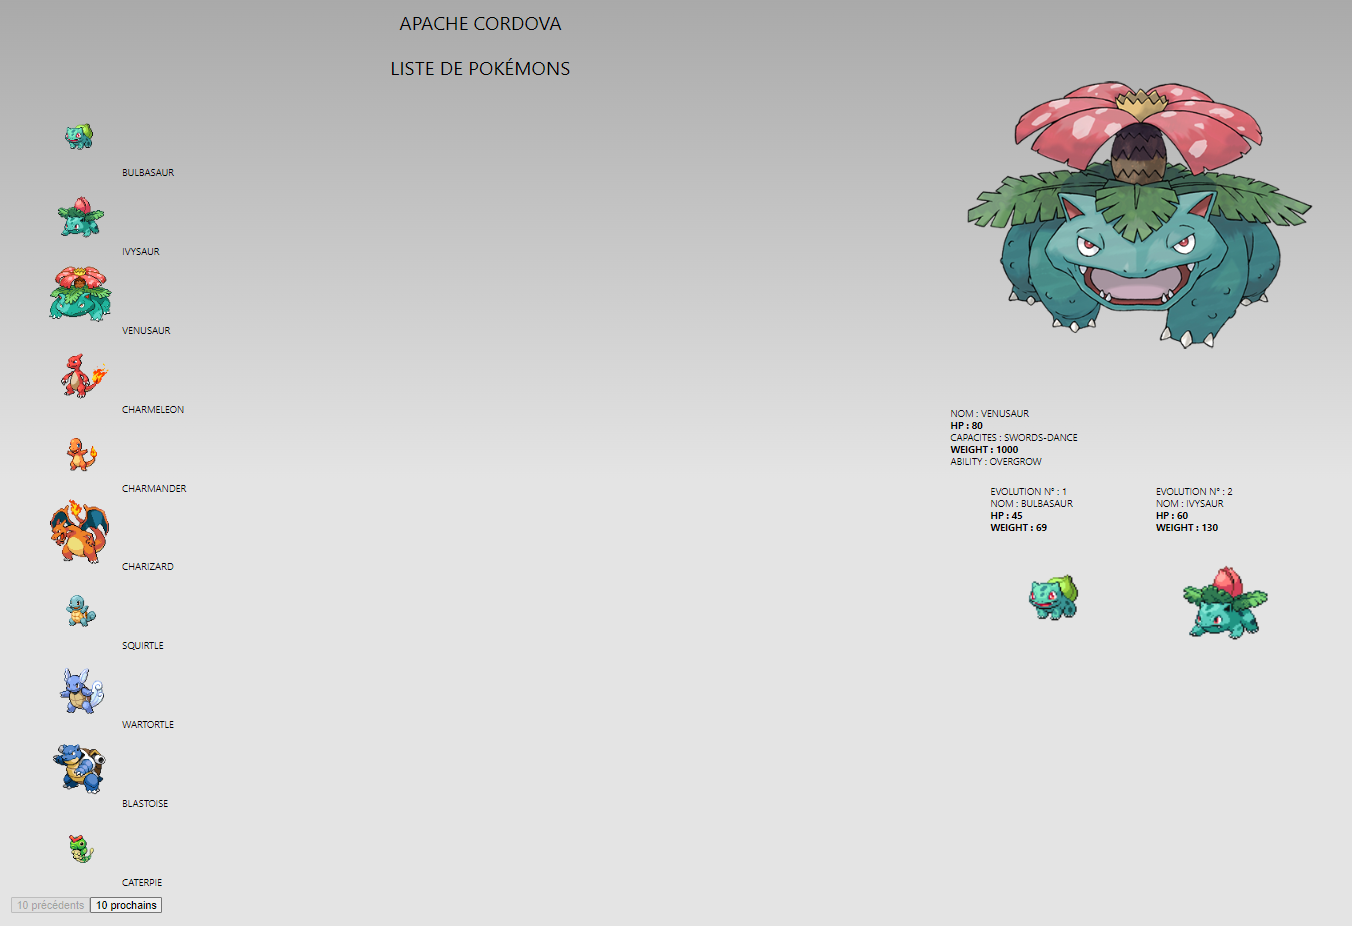 APACHE CORDOVA
LISTE DE POKÉMONS
BULBASAUR
IVYSAUR
VENUSAUR
CHARMELEON
CHARMANDER
CHARIZARD
SQUIRTLE
WARTORTLE
BLASTOISE
CATERPIE
10 précédents
10 prochains
NOM : VENUSAUR
HP : 80
CAPACITES : SWORDS-DANCE
WEIGHT : 1000
ABILITY : OVERGROW
EVOLUTION N° : 1
NOM : BULBASAUR
HP : 45
WEIGHT : 69
EVOLUTION N° : 2
NOM : IVYSAUR
HP : 60
WEIGHT : 130